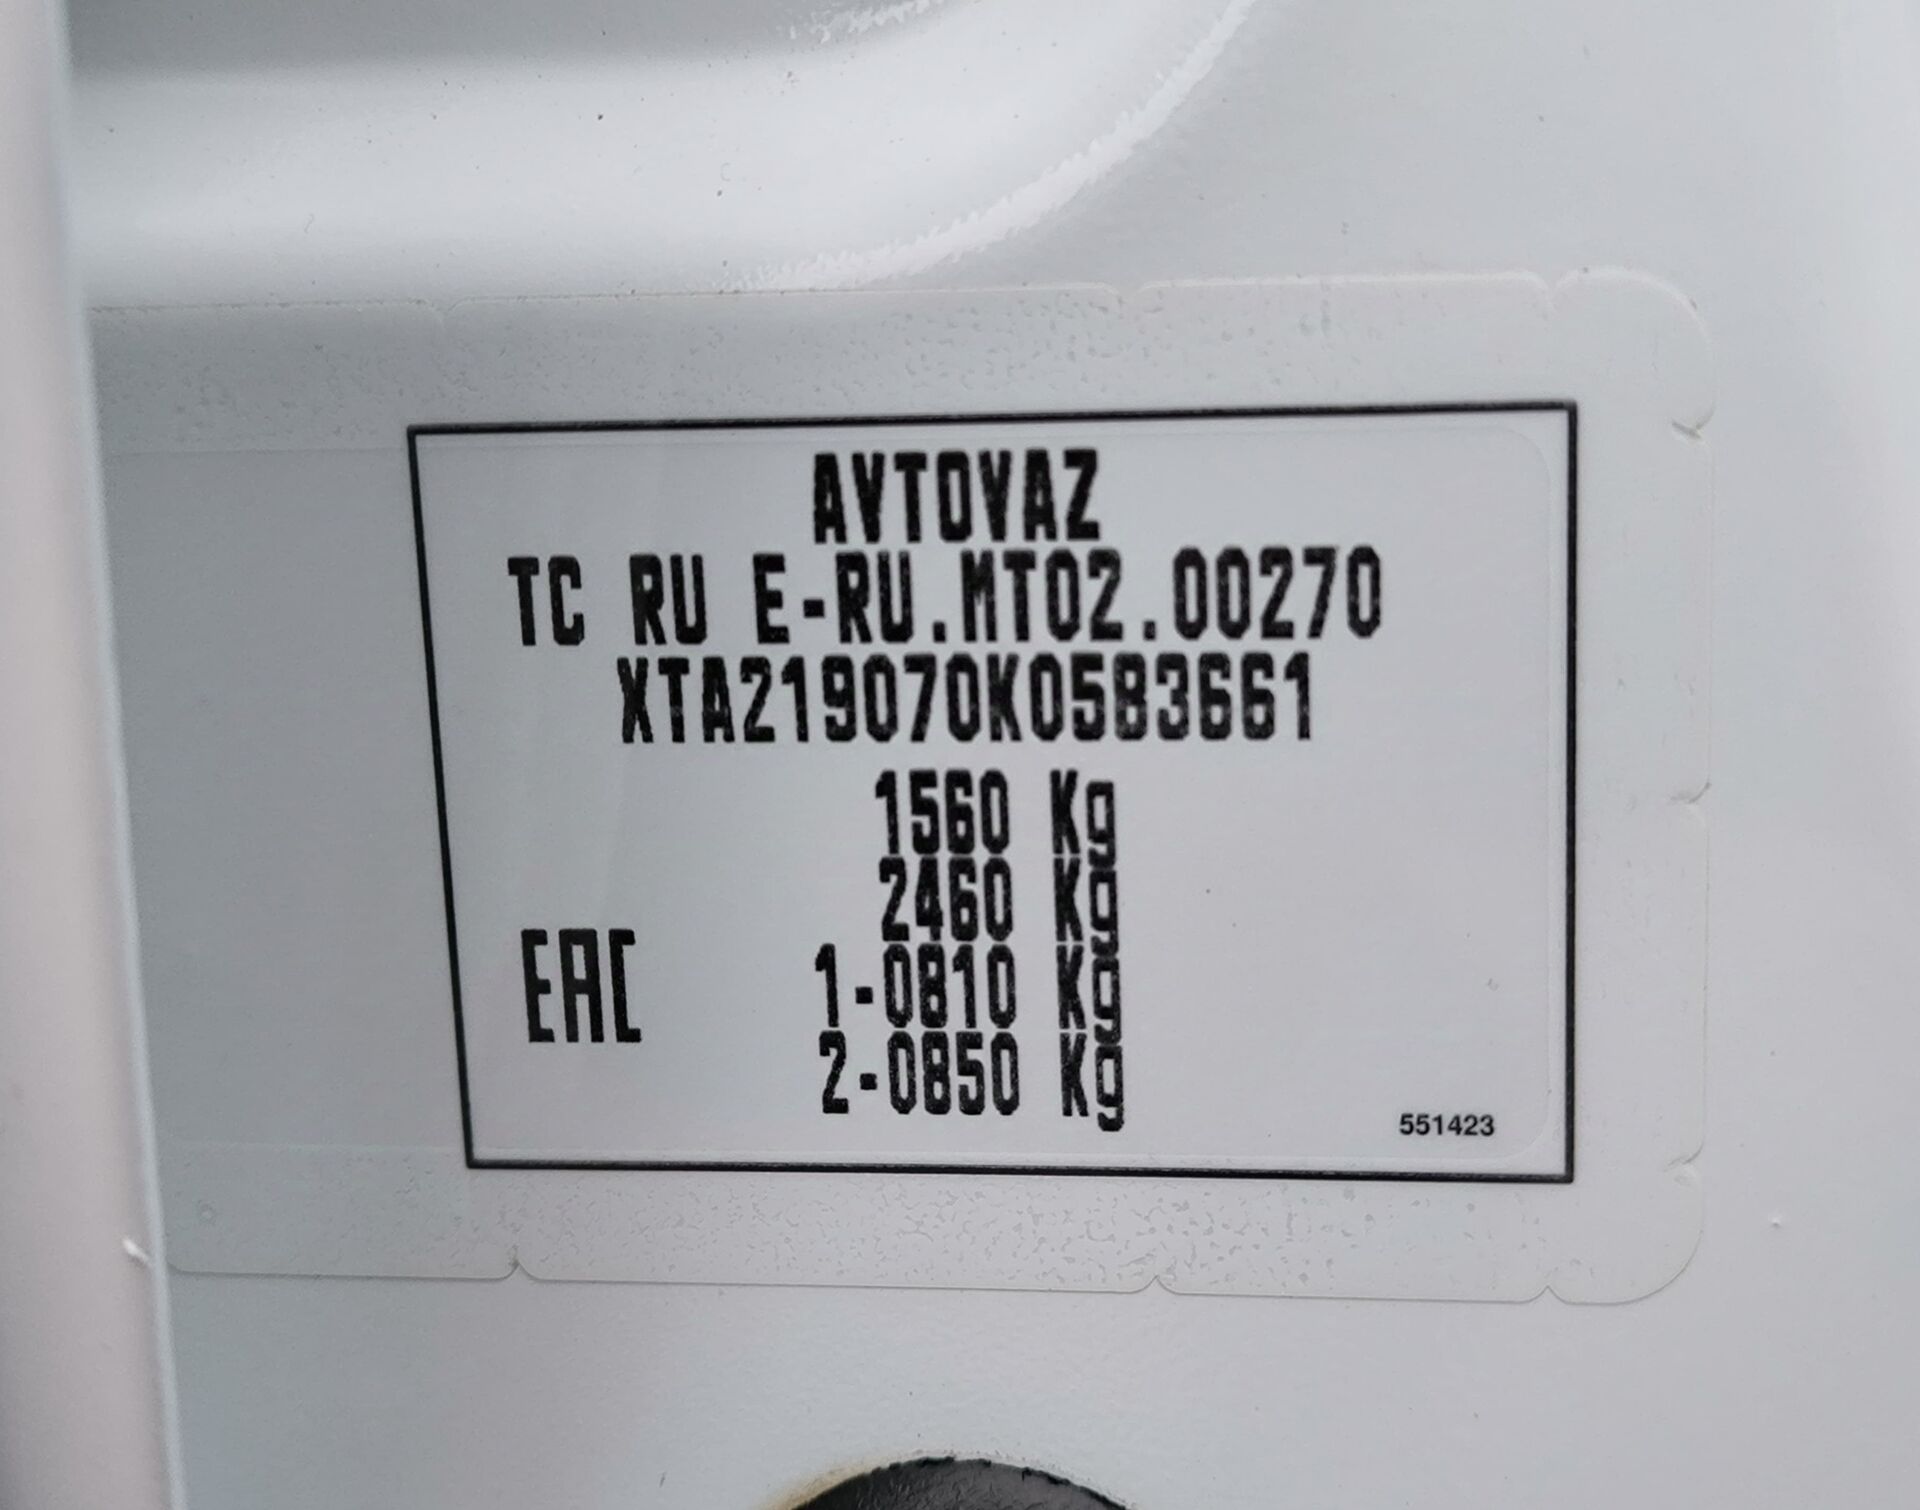 AVTOVAZ
TC RU E-RU.MT02.00270
XTA219070K0583661
1560 Kg
2460 Kg
1-0810 Kg
2-0850 Kg
EAC
551423